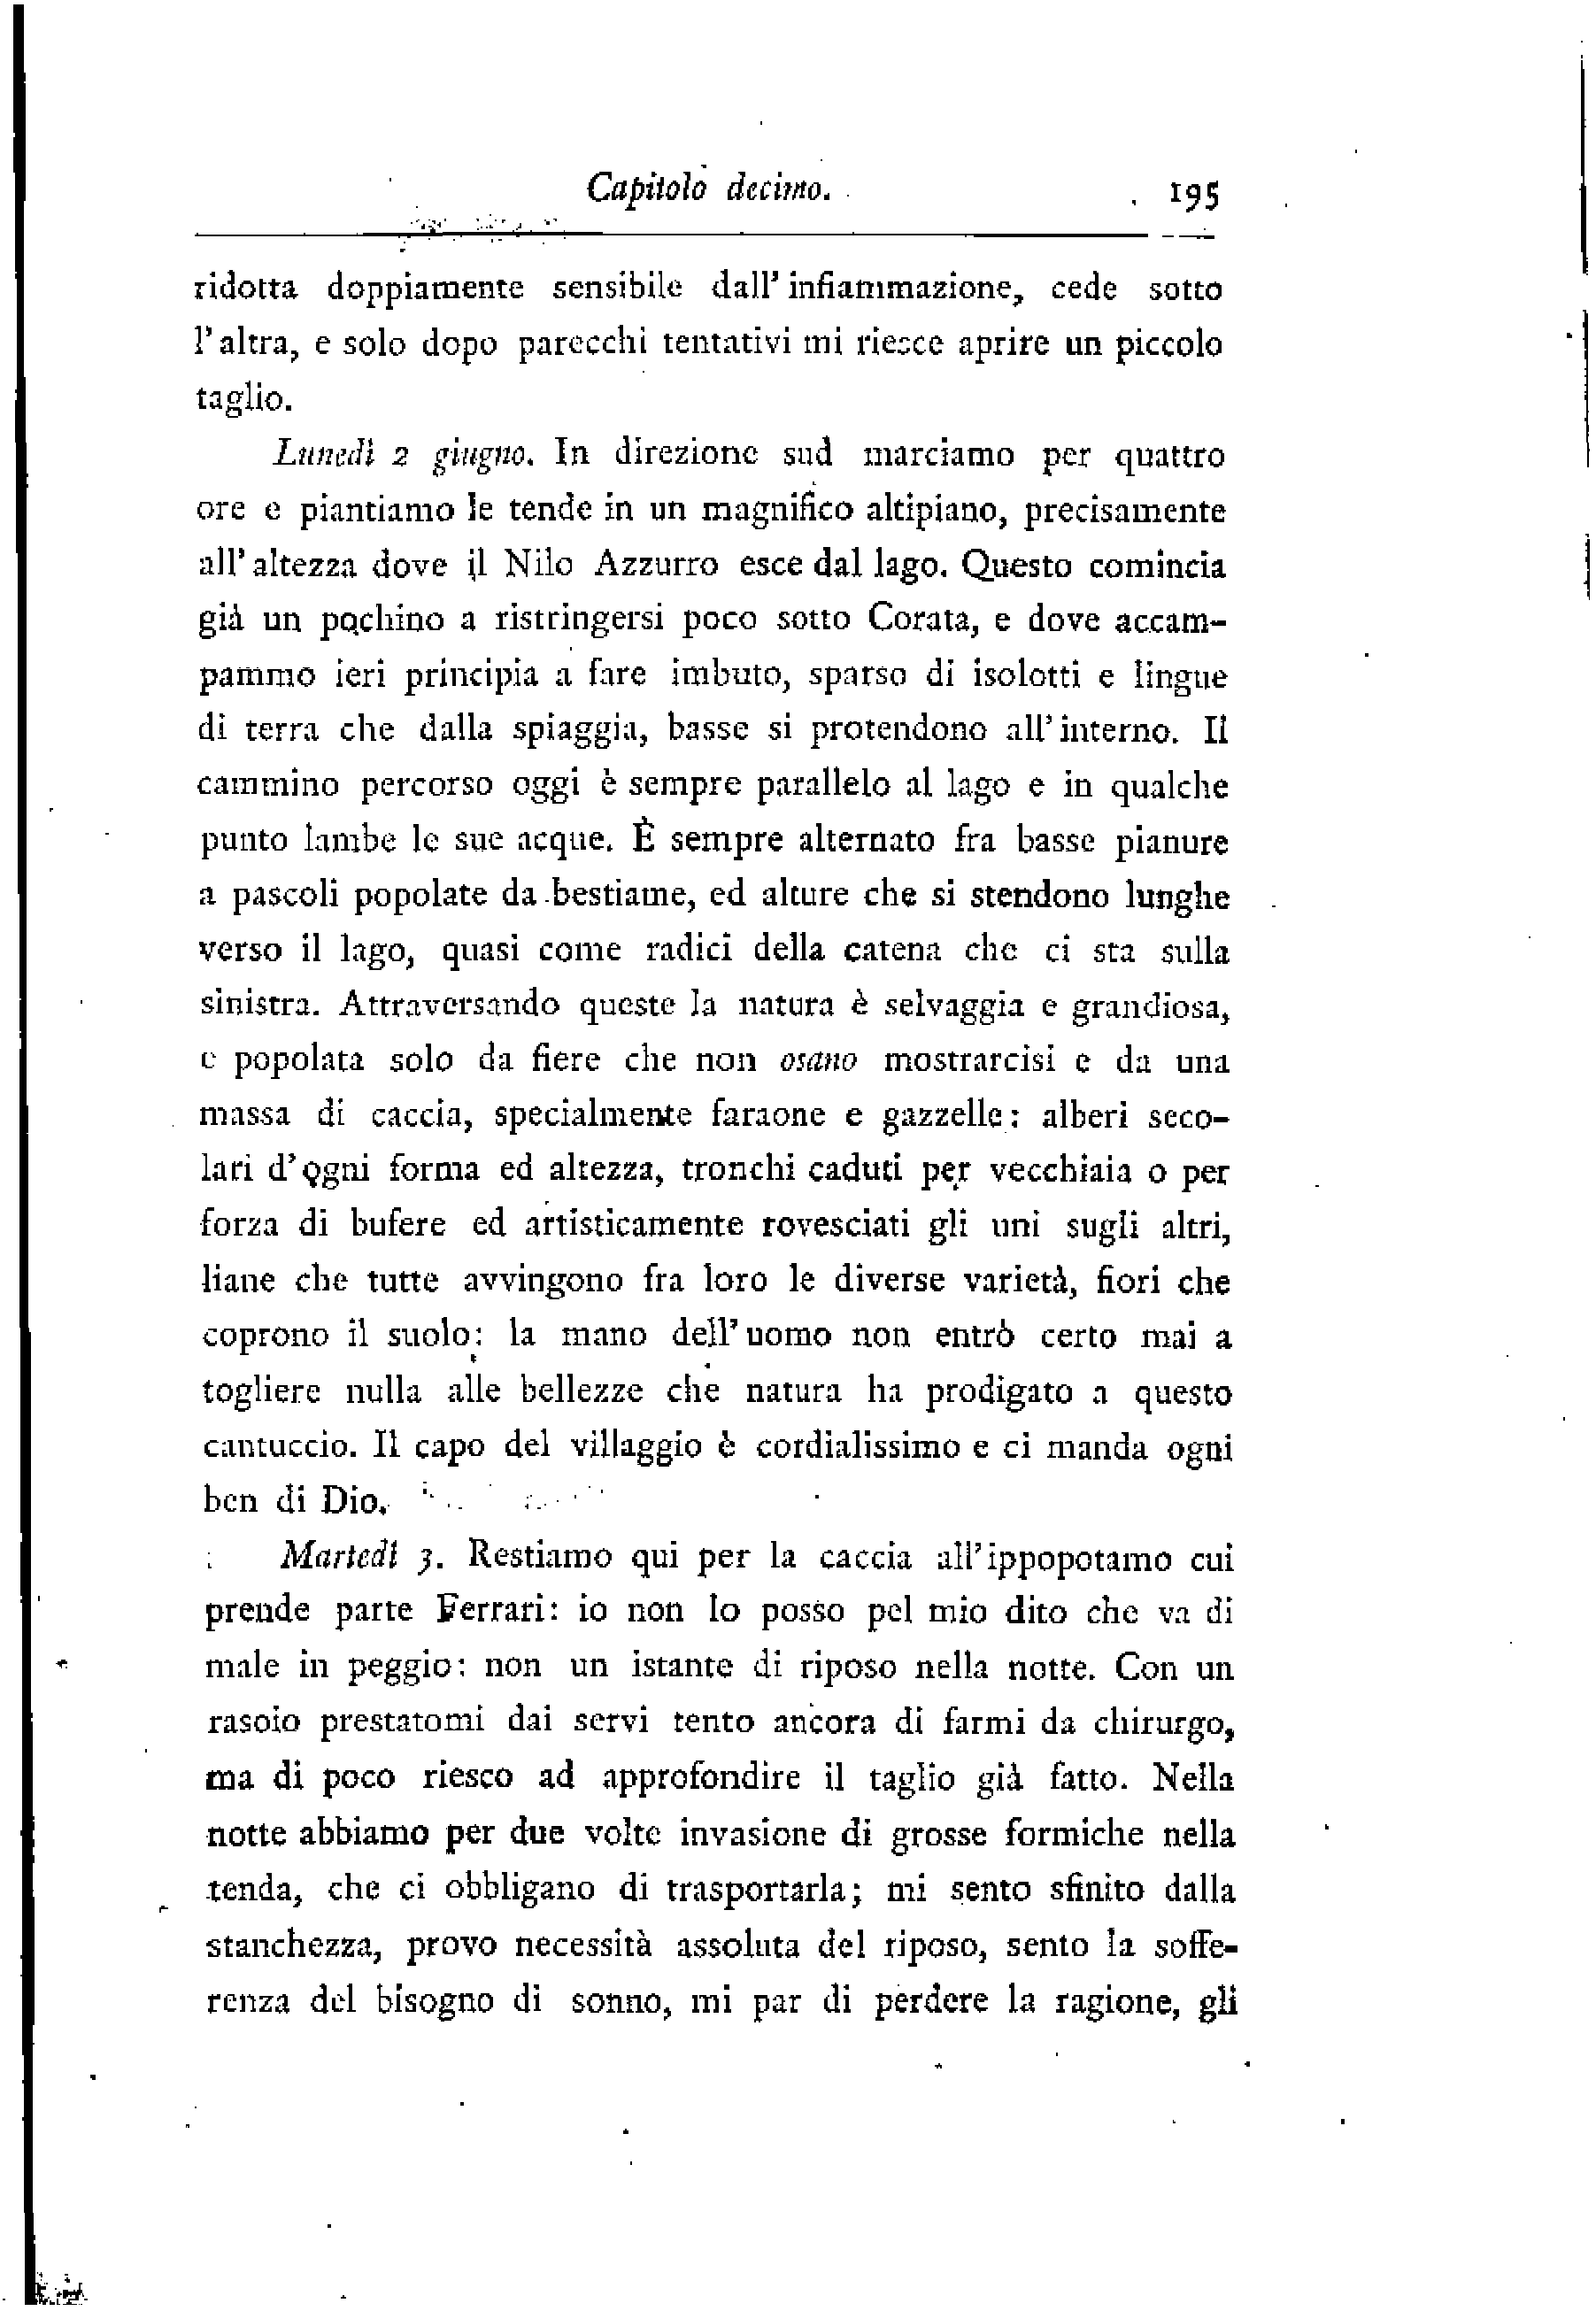 Capitolo decimo. 195
ridotta doppiamente sensibile dall'infiammazione, cede sotto
l'altra, e solo dopo parecchi tentativi mi riesce aprire un piccolo
taglio.
Lunedì 2 giugno. In direzione sud marciamo per quattro
ore e piantiamo le tende in un magnifico altipiano, precisamente
all'altezza dove il Nilo Azzurro esce dal lago. Questo comincia
già un pochino a ristringersi poco sotto Corata, e dove accam-
pammo ieri principia a fare imbuto, sparso di isolotti e lingue
di terra che dalla spiaggia, basse si protendono all'interno. Il
cammino percorso oggi è sempre parallelo al lago e in qualche
punto lambe le sue acque. È sempre alternato fra basse pianure
a pascoli popolate da bestiame, ed alture che si stendono lunghe
verso il lago, quasi come radici della catena che ci sta sulla
sinistra. Attraversando queste la natura è selvaggia e grandiosa,
e popolata solo da fiere che non osano mostrarcisi e da una
massa di caccia, specialmente faraone e gazzelle: alberi seco-
lari d'ogni forma ed altezza, tronchi caduti per vecchiaia o per
forza di bufere ed artisticamente rovesciati gli uni sugli altri,
liane che tutte avvingono fra loro le diverse varietà, fiori che
coprono il suolo: la mano dell'uomo non entrò certo mai a
togliere nulla alle bellezze che natura ha prodigato a questo
cantuccio. Il capo del villaggio è cordialissimo e ci manda ogni
ben di Dio.
Martedì 3. Restiamo qui per la caccia all'ippopotamo cui
prende parte Ferrari: io non lo posso pel mio dito che va di
male in peggio: non un istante di riposo nella notte. Con un
rasoio prestatomi dai servi tento ancora di farmi da chirurgo,
ma di poco riesco ad approfondire il taglio già fatto. Nella
notte abbiamo per due volte invasione di grosse formiche nella
tenda, che ci obbligano di trasportarla; mi sento sfinito dalla
stanchezza, provo necessità assoluta del riposo, sento la soffe-
renza del bisogno di sonno, mi par di perdere la ragione, gli